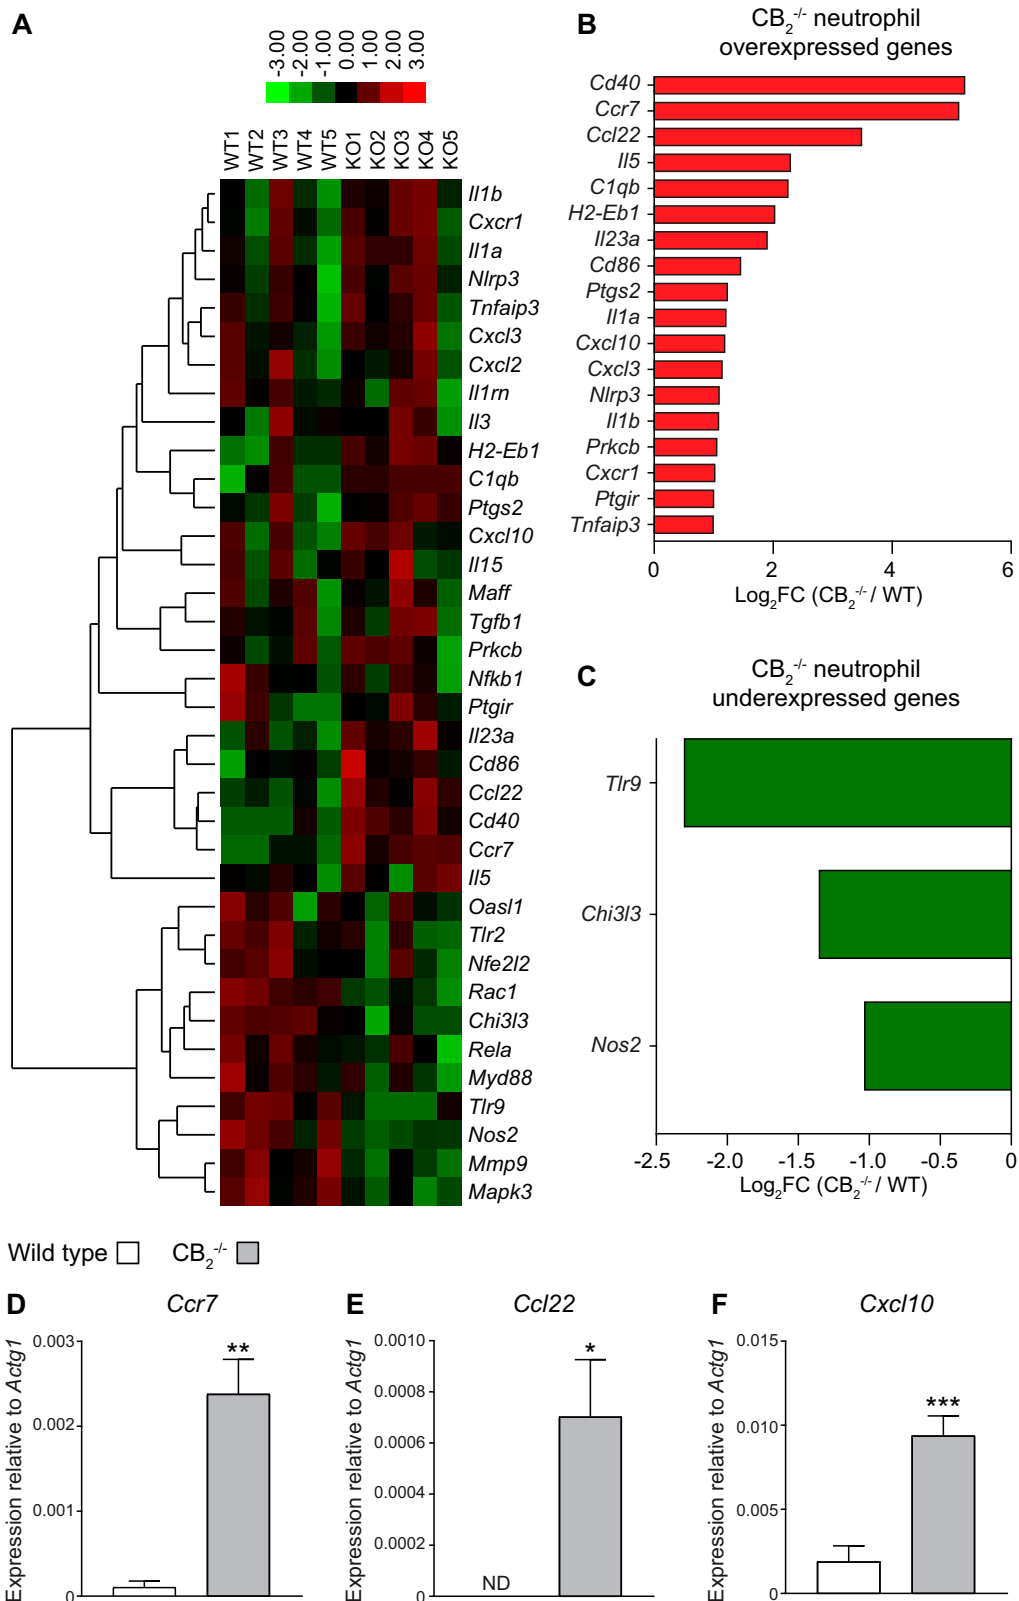 A
-3.00 -2.00 -1.00 0.00 1.00 2.00 3.00
WT1 WT2 WT3 WT4 WT5 KO1 KO2 KO3 KO4 KO5
Il1b
Cxcr1
Il1a
Nlrp3
Tnfaip3
Cxcl3
Cxcl2
Il1rn
Il3
H2-Eb1
C1qb
Ptgs2
Cxcl10
Il15
Maff
Tgfb1
Prkcb
Nfkb1
Ptgir
Il23a
Cd86
Ccl22
Cd40
Ccr7
Il5
Oasl1
Tlr2
Nfe2l2
Rac1
Chi3l3
Rela
Myd88
Tlr9
Nos2
Mmp9
Mapk3
B
CB₂⁻/⁻ neutrophil
overexpressed genes
Cd40
Ccr7
Ccl22
Il5
C1qb
H2-Eb1
Il23a
Cd86
Ptgs2
Il1a
Cxcl10
Cxcl3
Nlrp3
Il1b
Prkcb
Cxcr1
Ptgir
Tnfaip3
0 2 4 6
Log₂FC (CB₂⁻/⁻ / WT)
C
CB₂⁻/⁻ neutrophil
underexpressed genes
Tlr9
Chi3l3
Nos2
-2.5 -2.0 -1.5 -1.0 -0.5 0
Log₂FC (CB₂⁻/⁻ / WT)
Wild type CB₂⁻/⁻
D
Ccr7
Expression relative to Actg1
0.003
0.002
0.001
0
**
E
Ccl22
Expression relative to Actg1
0.0010
0.0008
0.0006
0.0004
0.0002
0
ND
*
F
Cxcl10
Expression relative to Actg1
0.015
0.010
0.005
0
***